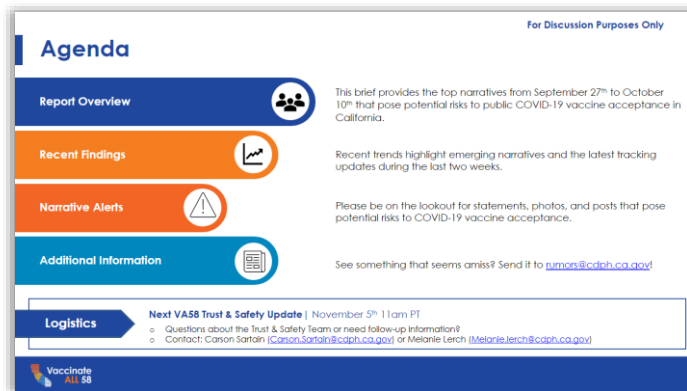 For Discussion Purposes Only
Agenda
Report Overview
This brief provides the top narratives from September 27th to October
10th that pose potential risks to public COVID-19 vaccine acceptance in
California.
Recent Findings
Recent trends highlight emerging narratives and the latest tracking
updates during the last two weeks.
Narrative Alerts
Please be on the lookout for statements, photos, and posts that pose
potential risks to COVID-19 vaccine acceptance.
Additional Information
See something that seems amiss? Send it to rumors@cdph.ca.gov!
Logistics
Next VA58 Trust & Safety Update | November 5th 11am PT
o Questions about the Trust & Safety Team or need follow-up information?
o Contact: Carson Sartain (Carson.Sartain@cdph.ca.gov) or Melanie Lerch (Melanie.lerch@cdph.ca.gov)
Vaccinate
ALL 58